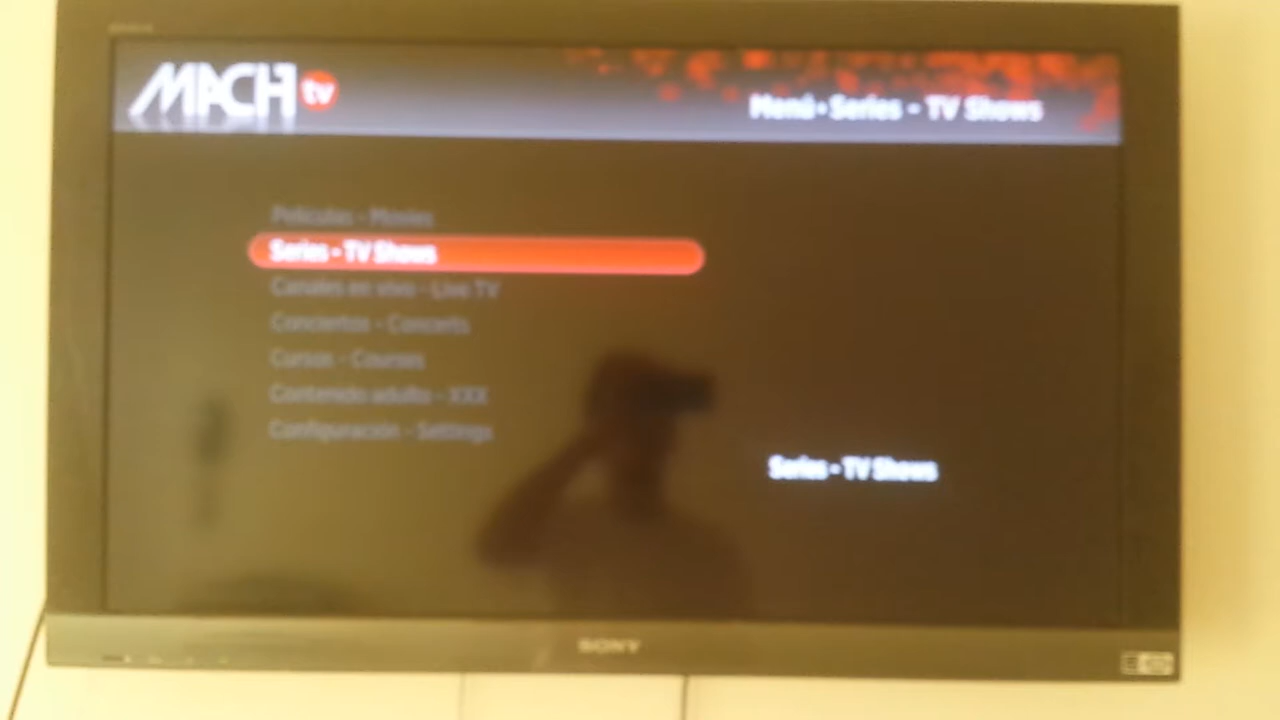 MACH1 tv
Menú · Series - TV Shows
Películas - Movies
Series - TV Shows
Canales en vivo - Live TV
Conciertos - Concerts
Cursos - Courses
Contenido adulto - XXX
Configuración - Settings
Series - TV Shows
SONY